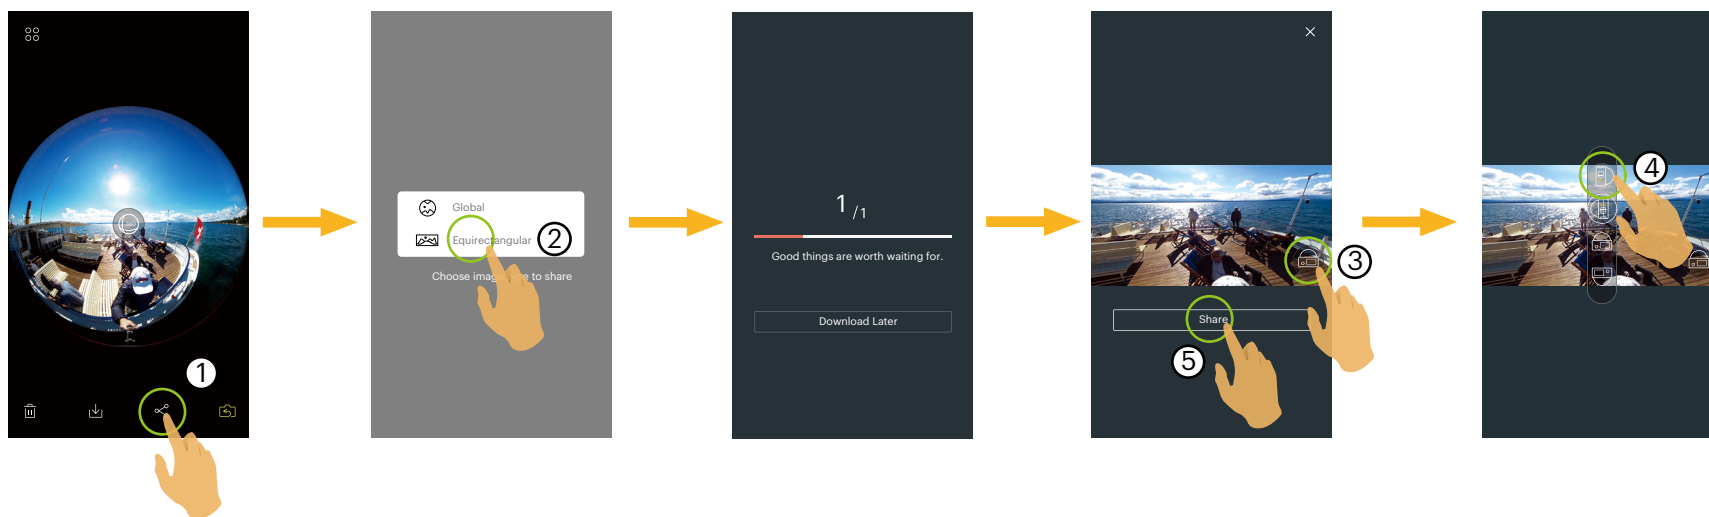 1
Global
Equirectangular
2
Choose image
e to share
1 / 1
Good things are worth waiting for.
Download Later
3
Share
5
4